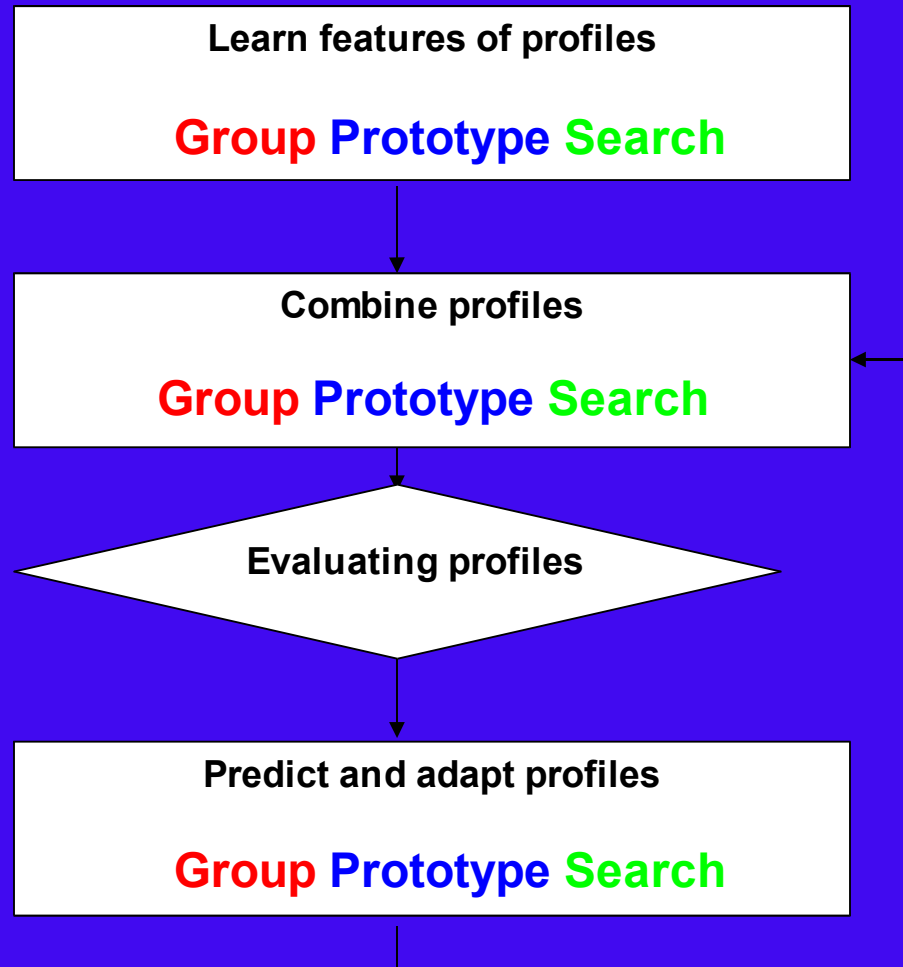 Learn features of profiles
Group Prototype Search
Combine profiles
Group Prototype Search
Evaluating profiles
Predict and adapt profiles
Group Prototype Search